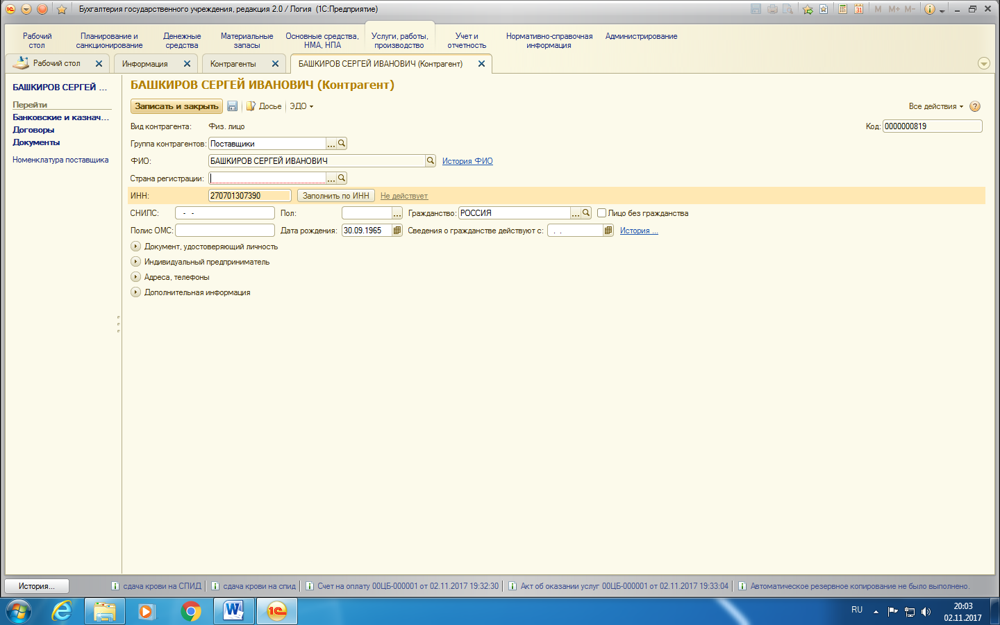 Бухгалтерия государственного учреждения, редакция 2.0 / Логия (1С:Предприятие)
M M+ M-
Рабочий стол
Планирование и санкционирование
Денежные средства
Материальные запасы
Основные средства, НМА, НПА
Услуги, работы, производство
Учет и отчетность
Нормативно-справочная информация
Администрирование
Рабочий стол
Информация
Контрагенты
БАШКИРОВ СЕРГЕЙ ИВАНОВИЧ (Контрагент)
БАШКИРОВ СЕРГЕЙ ...
Перейти
Банковские и казнач...
Договоры
Документы
Номенклатура поставщика
БАШКИРОВ СЕРГЕЙ ИВАНОВИЧ (Контрагент)
Записать и закрыть Досье ЭДО Все действия ?
Вид контрагента: Физ. лицо Код: 0000000819
Группа контрагентов: Поставщики ...
ФИО: БАШКИРОВ СЕРГЕЙ ИВАНОВИЧ История ФИО
Страна регистрации: ...
ИНН: 270701307390 Заполнить по ИНН Не действует
СНИЛС: - - Пол: ... Гражданство: РОССИЯ ... Лицо без гражданства
Полис ОМС: Дата рождения: 30.09.1965 Сведения о гражданстве действуют с: . . История ...
Документ, удостоверяющий личность
Индивидуальный предприниматель
Адреса, телефоны
Дополнительная информация
История... сдача крови на СПИД сдача крови на спид Счет на оплату 00ЦБ-000001 от 02.11.2017 19:32:30 Акт об оказании услуг 00ЦБ-000001 от 02.11.2017 19:33:04 Автоматическое резервное копирование не было выполнено.
RU 20:03
02.11.2017